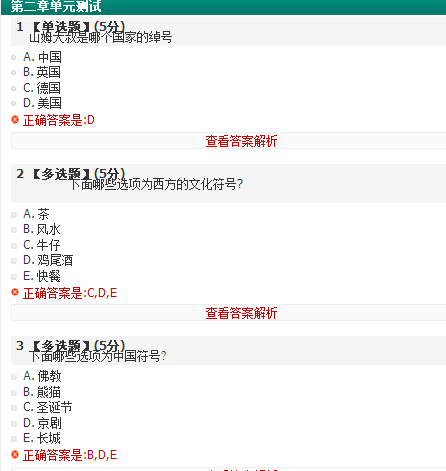 第二章单元测试
1 【单选题】(5分)
山姆大叔是哪个国家的绰号
A. 中国
B. 英国
C. 德国
D. 美国
正确答案是:D
查看答案解析
2 【多选题】(5分)
下面哪些选项为西方的文化符号?
A. 茶
B. 风水
C. 牛仔
D. 鸡尾酒
E. 快餐
正确答案是:C,D,E
查看答案解析
3 【多选题】(5分)
下面哪些选项为中国符号?
A. 佛教
B. 熊猫
C. 圣诞节
D. 京剧
E. 长城
正确答案是:B,D,E